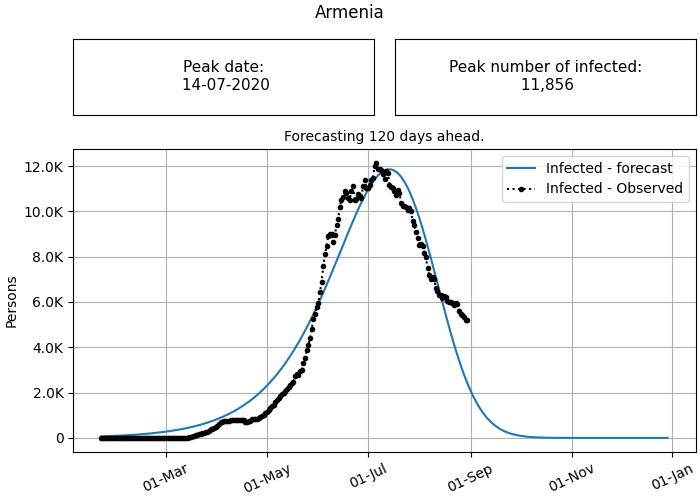 Armenia
Peak date:
14-07-2020
Peak number of infected:
11,856
Forecasting 120 days ahead.
Infected - forecast
Infected - Observed
12.0K
10.0K
8.0K
6.0K
4.0K
2.0K
0
Persons
01-Mar
01-May
01-Jul
01-Sep
01-Nov
01-Jan